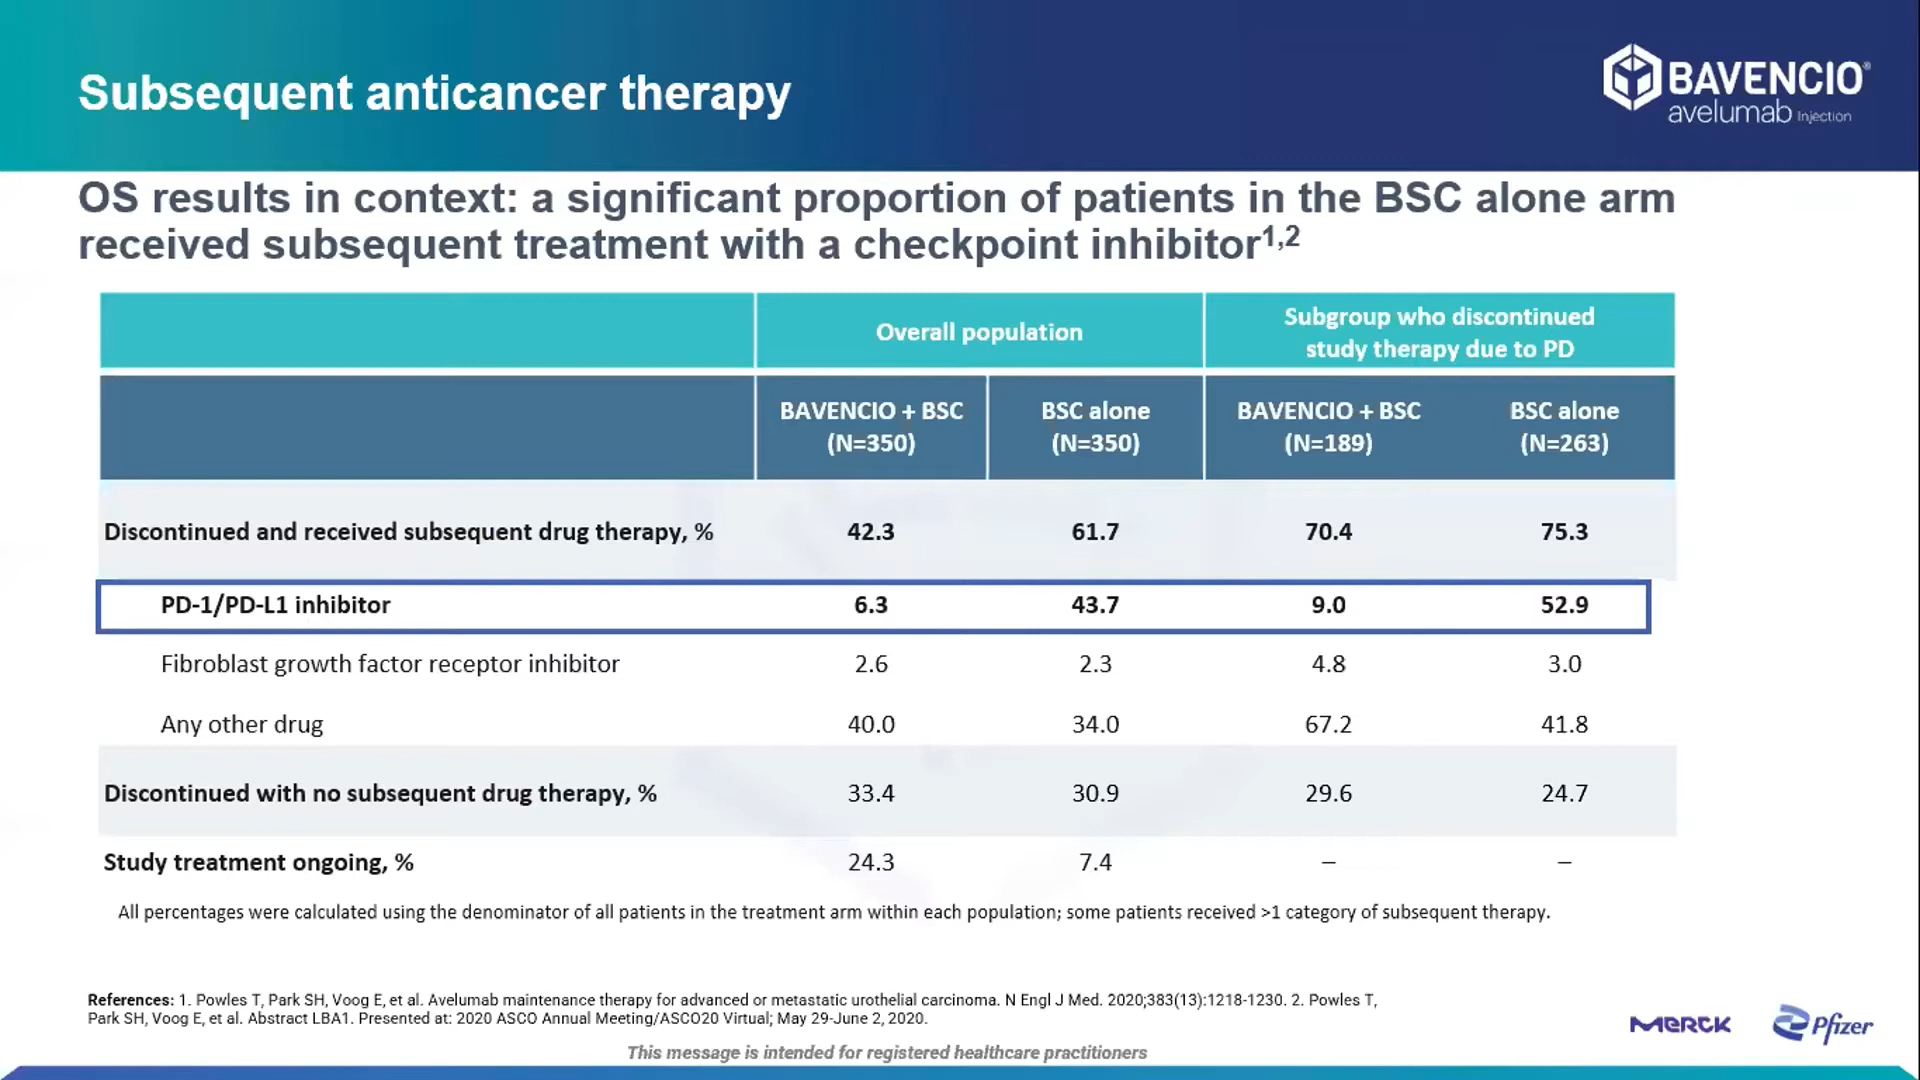 Subsequent anticancer therapy
BAVENCIO®
avelumab Injection
OS results in context: a significant proportion of patients in the BSC alone arm
received subsequent treatment with a checkpoint inhibitor1,2
Overall population
Subgroup who discontinued
study therapy due to PD
BAVENCIO + BSC
(N=350)
BSC alone
(N=350)
BAVENCIO + BSC
(N=189)
BSC alone
(N=263)
Discontinued and received subsequent drug therapy, % 42.3 61.7 70.4 75.3
PD-1/PD-L1 inhibitor 6.3 43.7 9.0 52.9
Fibroblast growth factor receptor inhibitor 2.6 2.3 4.8 3.0
Any other drug 40.0 34.0 67.2 41.8
Discontinued with no subsequent drug therapy, % 33.4 30.9 29.6 24.7
Study treatment ongoing, % 24.3 7.4 – –
All percentages were calculated using the denominator of all patients in the treatment arm within each population; some patients received >1 category of subsequent therapy.
References: 1. Powles T, Park SH, Voog E, et al. Avelumab maintenance therapy for advanced or metastatic urothelial carcinoma. N Engl J Med. 2020;383(13):1218-1230. 2. Powles T,
Park SH, Voog E, et al. Abstract LBA1. Presented at: 2020 ASCO Annual Meeting/ASCO20 Virtual; May 29-June 2, 2020.
MERCK
Pfizer
This message is intended for registered healthcare practitioners